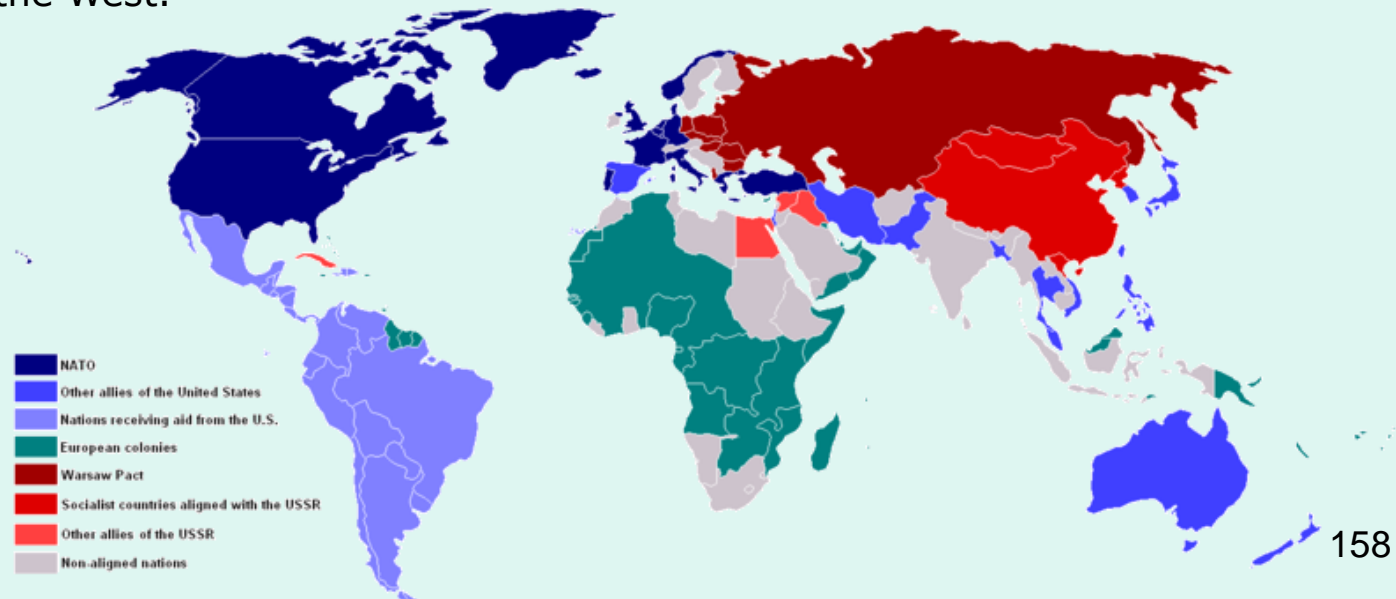 the West.
NATO
Other allies of the United States
Nations receiving aid from the U.S.
European colonies
Warsaw Pact
Socialist countries aligned with the USSR
Other allies of the USSR
Non-aligned nations
158